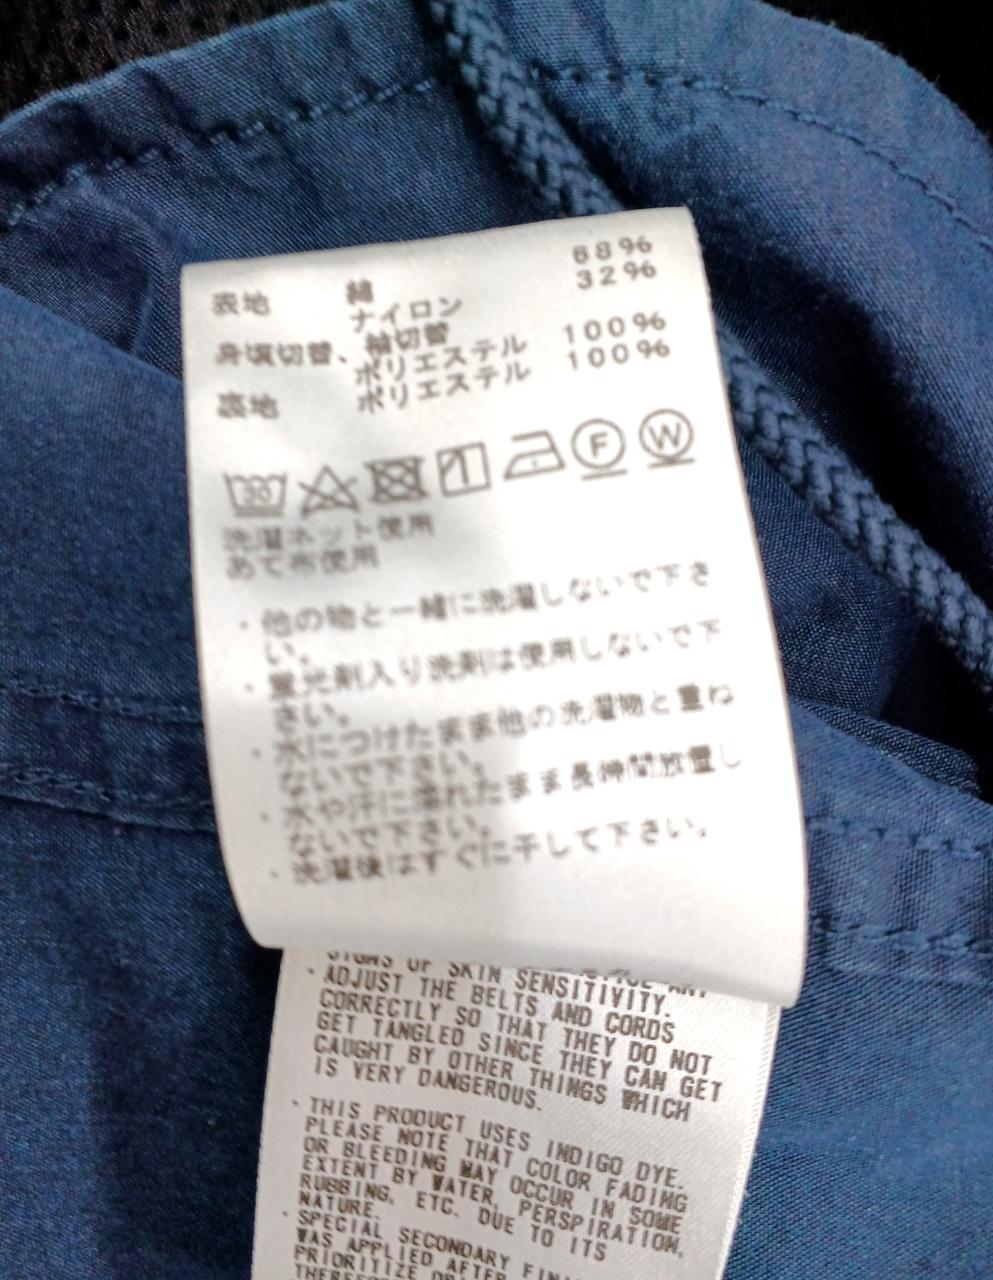 表地 綿 68%
ナイロン 32%
身頃切替、袖切替
ポリエステル 100%
裏地 ポリエステル 100%
30 F W
洗濯ネット使用
あて布使用
・他の物と一緒に洗濯しないで下さ
い。
・蛍光剤入り洗剤は使用しないで下
さい。
・水につけたまま他の洗濯物と重ね
ないで下さい。
・水や汗に濡れたまま長時間放置し
ないで下さい。
・洗濯後はすぐに干して下さい。
SIGNS OF SKIN SENSITIVITY.
・ADJUST THE BELTS AND CORDS
CORRECTLY SO THAT THEY DO NOT
GET TANGLED SINCE THEY CAN GET
CAUGHT BY OTHER THINGS WHICH
IS VERY DANGEROUS.
・THIS PRODUCT USES INDIGO DYE.
PLEASE NOTE THAT COLOR FADING
OR BLEEDING MAY OCCUR IN SOME
EXTENT BY WATER, PERSPIRATION,
RUBBING, ETC. DUE TO ITS
NATURE.
・SPECIAL SECONDARY
WAS APPLIED AFTER
PRIORITIZE